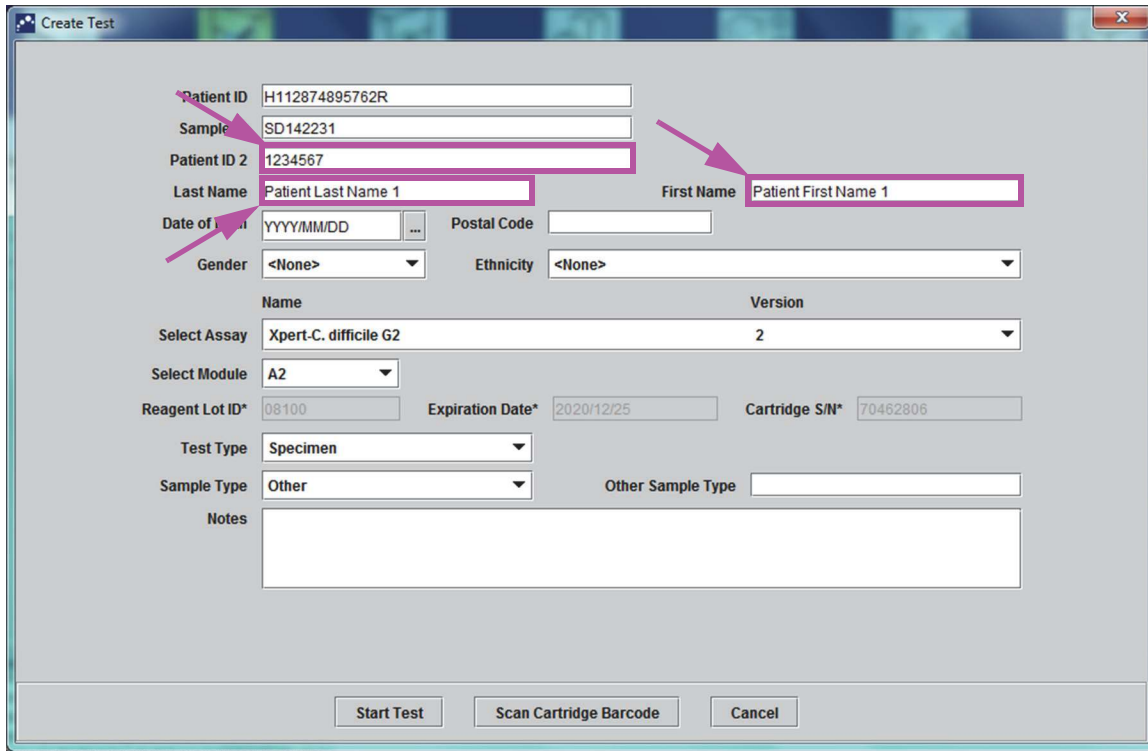 Create Test
Patient ID H112874895762R
Sample SD142231
Patient ID 2 1234567
Last Name Patient Last Name 1 First Name Patient First Name 1
Date of YYYY/MM/DD ... Postal Code
Gender <None> Ethnicity <None>
Name Version
Select Assay Xpert-C. difficile G2 2
Select Module A2
Reagent Lot ID* 08100 Expiration Date* 2020/12/25 Cartridge S/N* 70462806
Test Type Specimen
Sample Type Other Other Sample Type
Notes
Start Test Scan Cartridge Barcode Cancel